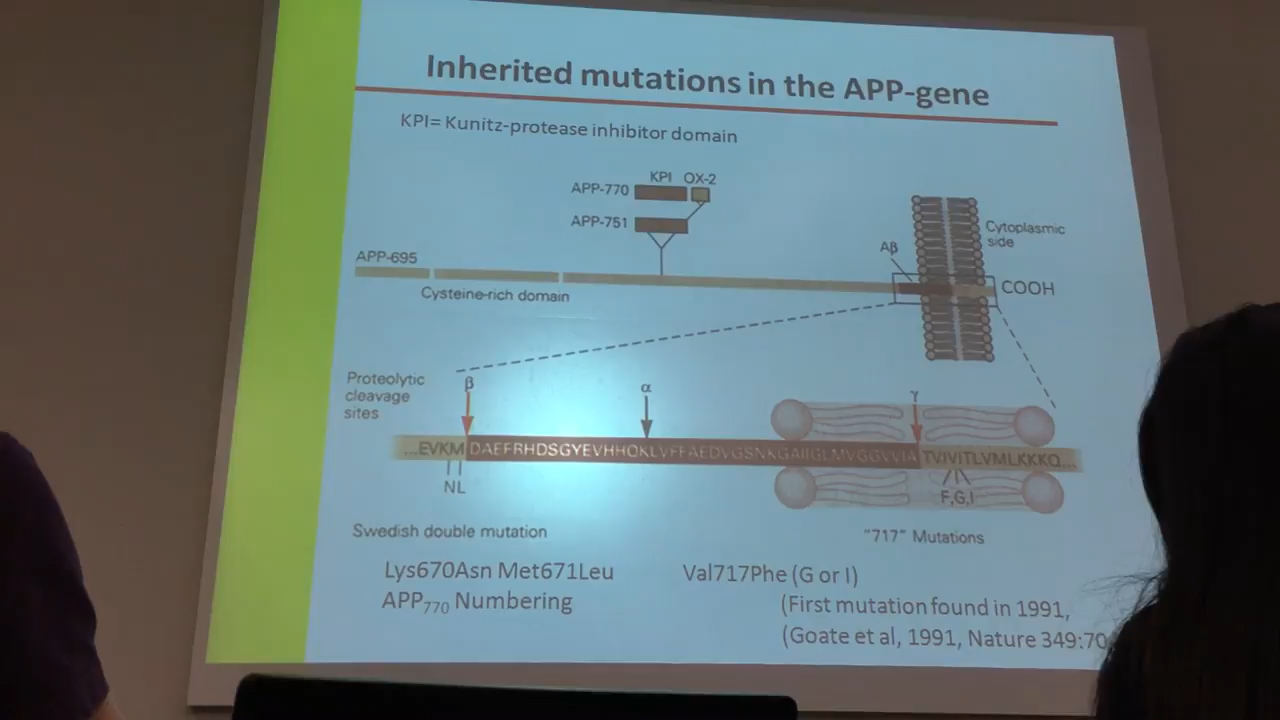 Inherited mutations in the APP-gene
KPI= Kunitz-protease inhibitor domain
KPI OX-2
APP-770
APP-751
Cytoplasmic
side
Aβ
APP-695
COOH
Cysteine-rich domain
Proteolytic
cleavage
sites
β
α
γ
...EVKM DAEFRHDSGYEVHHQKLVFFAEDVGSNKGAIIGLMVGGVVIA TVIVITLVMLKKKQ...
NL
F,G,I
Swedish double mutation
"717" Mutations
Lys670Asn Met671Leu
Val717Phe (G or I)
APP770 Numbering
(First mutation found in 1991,
(Goate et al, 1991, Nature 349:70